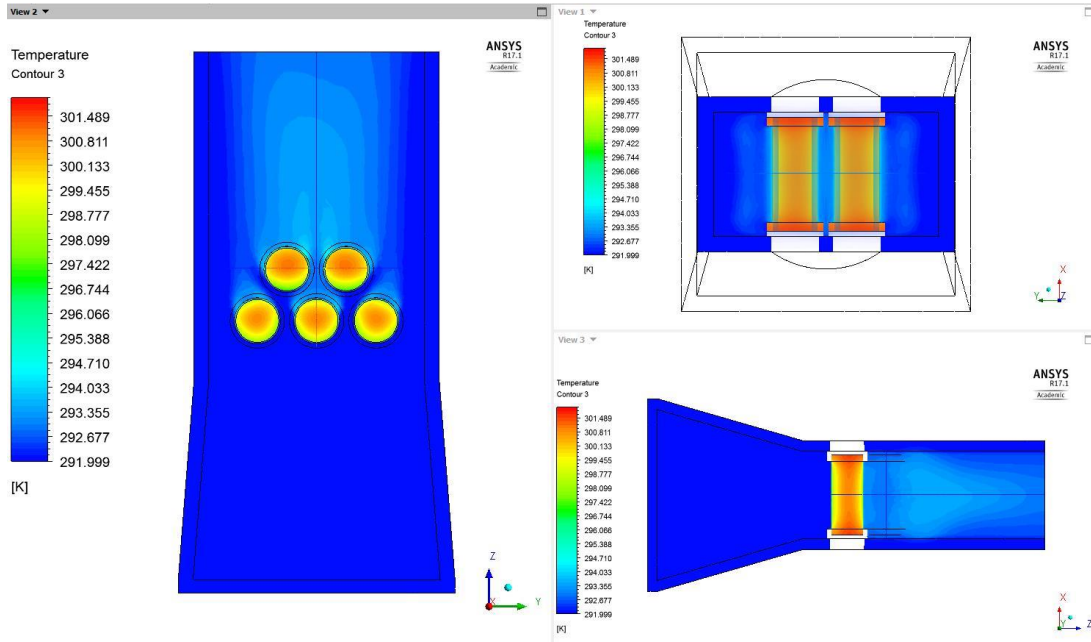 View 2
Temperature
Contour 3
301.489
300.811
300.133
299.455
298.777
298.099
297.422
296.744
296.066
295.388
294.710
294.033
293.355
292.677
291.999
[K]
ANSYS
R17.1
Academic
Z
X
Y
View 1
Temperature
Contour 3
301.489
300.811
300.133
299.455
298.777
298.099
297.422
296.744
296.066
295.388
294.710
294.033
293.355
292.677
291.999
[K]
ANSYS
R17.1
Academic
X
Y
Z
View 3
Temperature
Contour 3
301.489
300.811
300.133
299.455
298.777
298.099
297.422
296.744
296.066
295.388
294.710
294.033
293.355
292.677
291.999
[K]
ANSYS
R17.1
Academic
X
Y
Z